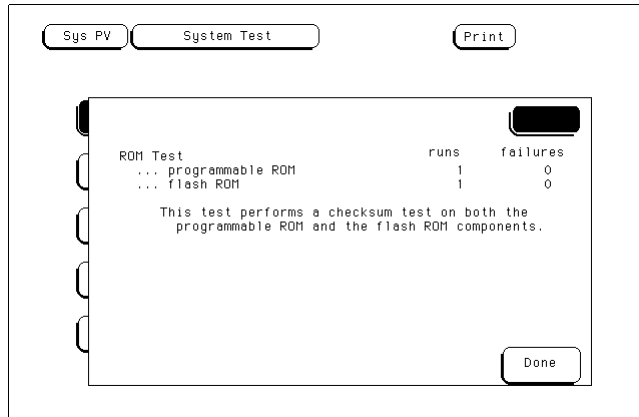 Sys PV System Test Print
ROM Test runs failures
... programmable ROM 1 0
... flash ROM 1 0
This test performs a checksum test on both the
programmable ROM and the flash ROM components.
Done